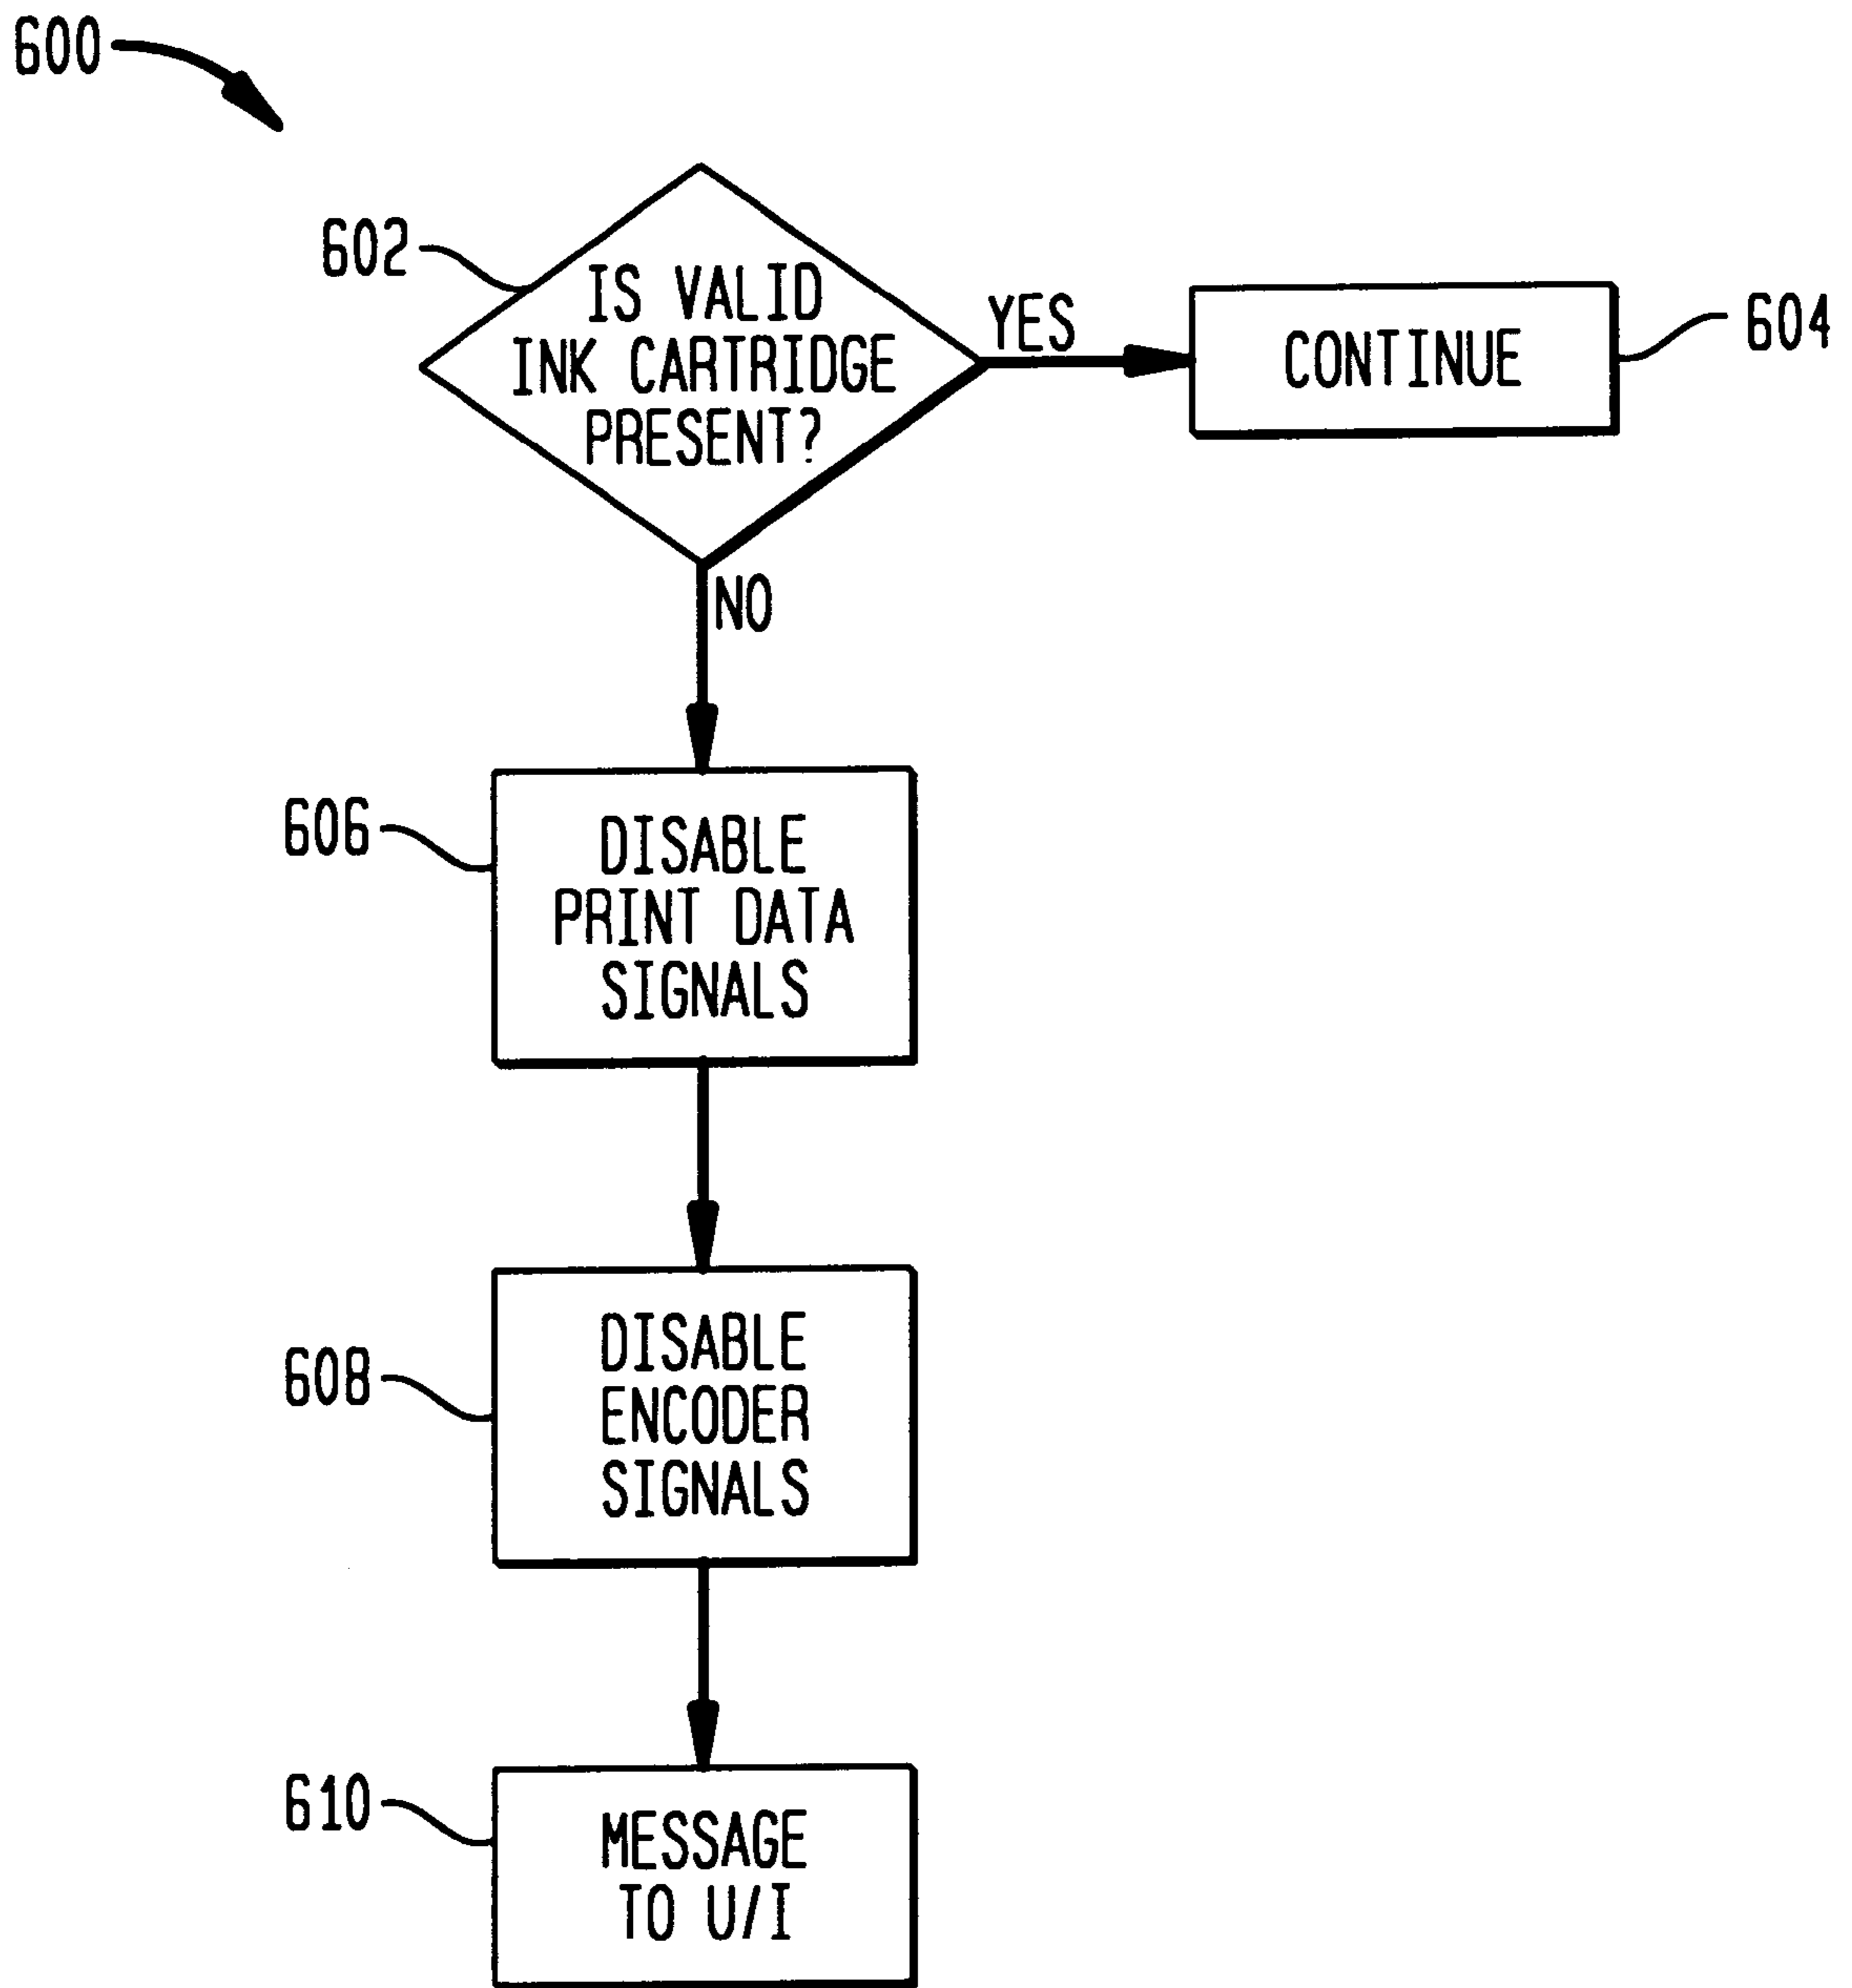 600
602
IS VALID
INK CARTRIDGE
PRESENT?
YES
CONTINUE
604
NO
606
DISABLE
PRINT DATA
SIGNALS
608
DISABLE
ENCODER
SIGNALS
610
MESSAGE
TO U/I